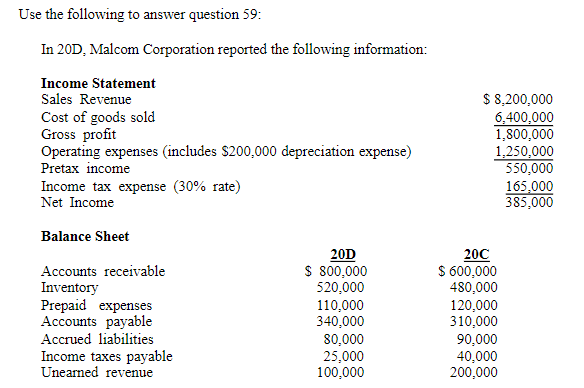 Use the following to answer question 59:
In 20D, Malcom Corporation reported the following information:
Income Statement
Sales Revenue $ 8,200,000
Cost of goods sold 6,400,000
Gross profit 1,800,000
Operating expenses (includes $200,000 depreciation expense) 1,250,000
Pretax income 550,000
Income tax expense (30% rate) 165,000
Net Income 385,000
Balance Sheet
20D 20C
Accounts receivable $ 800,000 $ 600,000
Inventory 520,000 480,000
Prepaid expenses 110,000 120,000
Accounts payable 340,000 310,000
Accrued liabilities 80,000 90,000
Income taxes payable 25,000 40,000
Unearned revenue 100,000 200,000